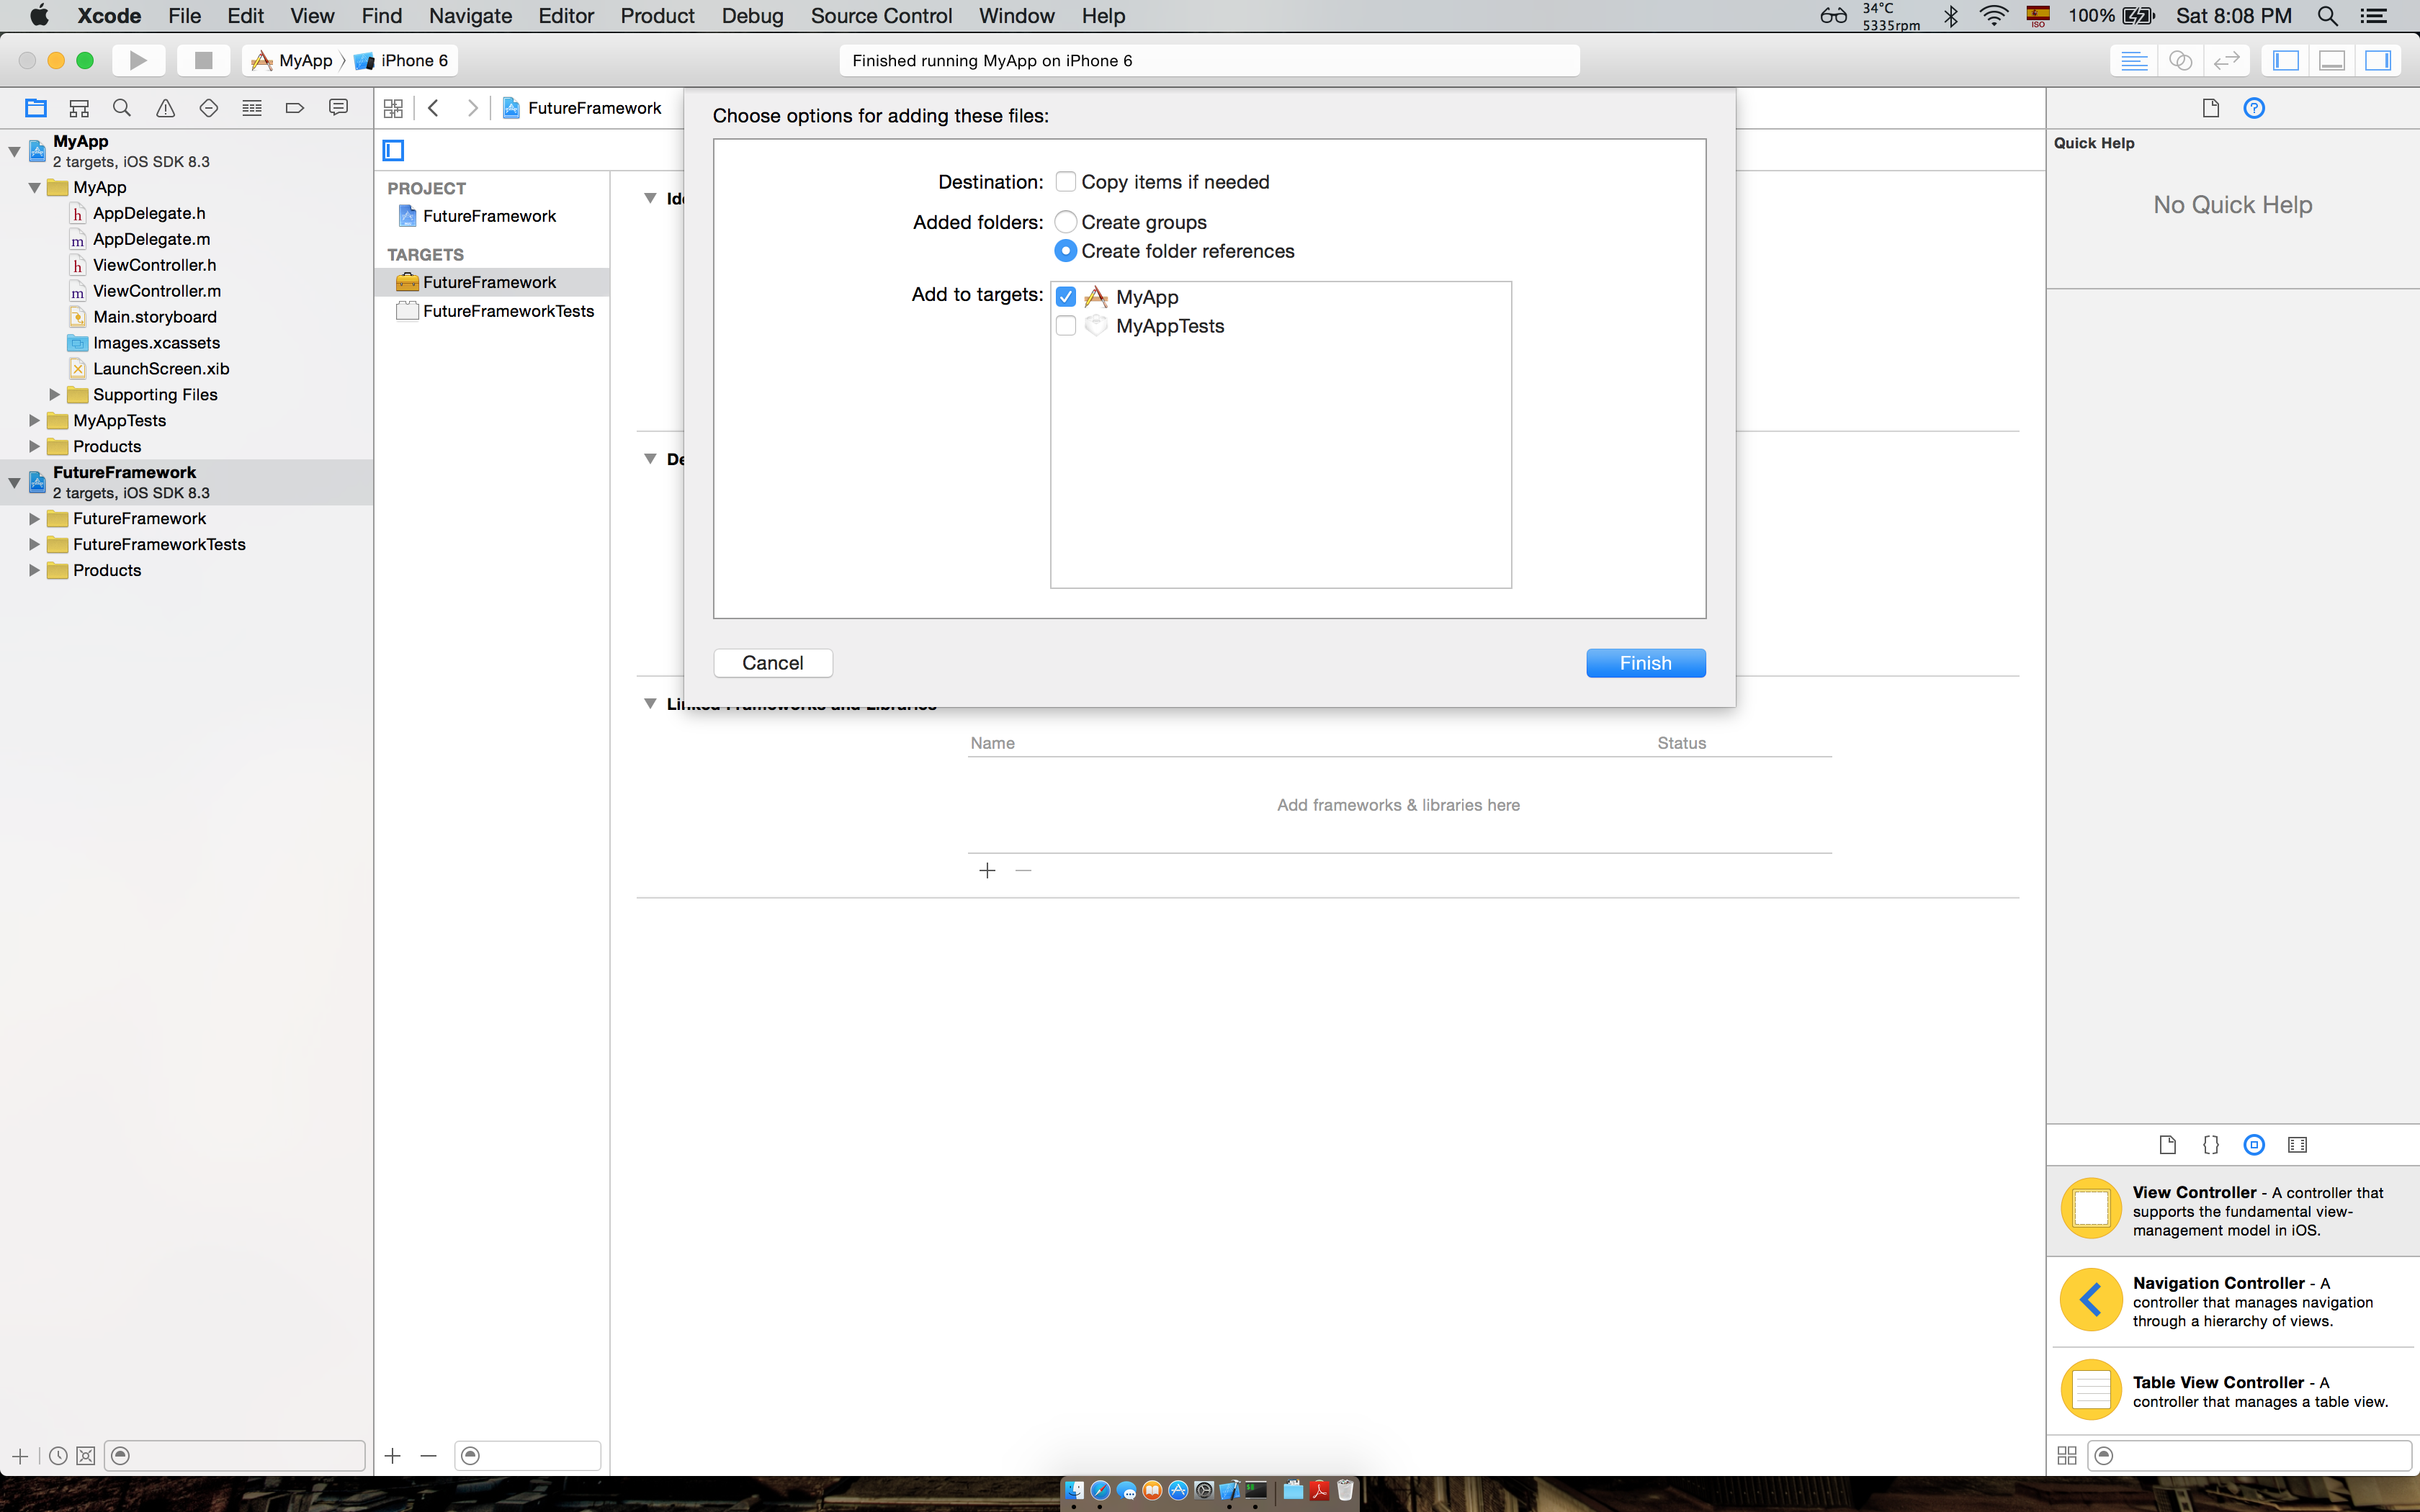 Xcode File Edit View Find Navigate Editor Product Debug Source Control Window Help
34°C
5335rpm
ISO
100%
Sat 8:08 PM
MyApp
iPhone 6
Finished running MyApp on iPhone 6
FutureFramework
Choose options for adding these files:
Destination:
Copy items if needed
Added folders:
Create groups
Create folder references
Add to targets:
MyApp
MyAppTests
Cancel
Finish
MyApp
2 targets, iOS SDK 8.3
MyApp
AppDelegate.h
AppDelegate.m
ViewController.h
ViewController.m
Main.storyboard
Images.xcassets
LaunchScreen.xib
Supporting Files
MyAppTests
Products
FutureFramework
2 targets, iOS SDK 8.3
FutureFramework
FutureFrameworkTests
Products
PROJECT
FutureFramework
TARGETS
FutureFramework
FutureFrameworkTests
Linked Frameworks and Libraries
Name
Status
Add frameworks & libraries here
Quick Help
No Quick Help
View Controller - A controller that
supports the fundamental view-
management model in iOS.
Navigation Controller - A
controller that manages navigation
through a hierarchy of views.
Table View Controller - A
controller that manages a table view.